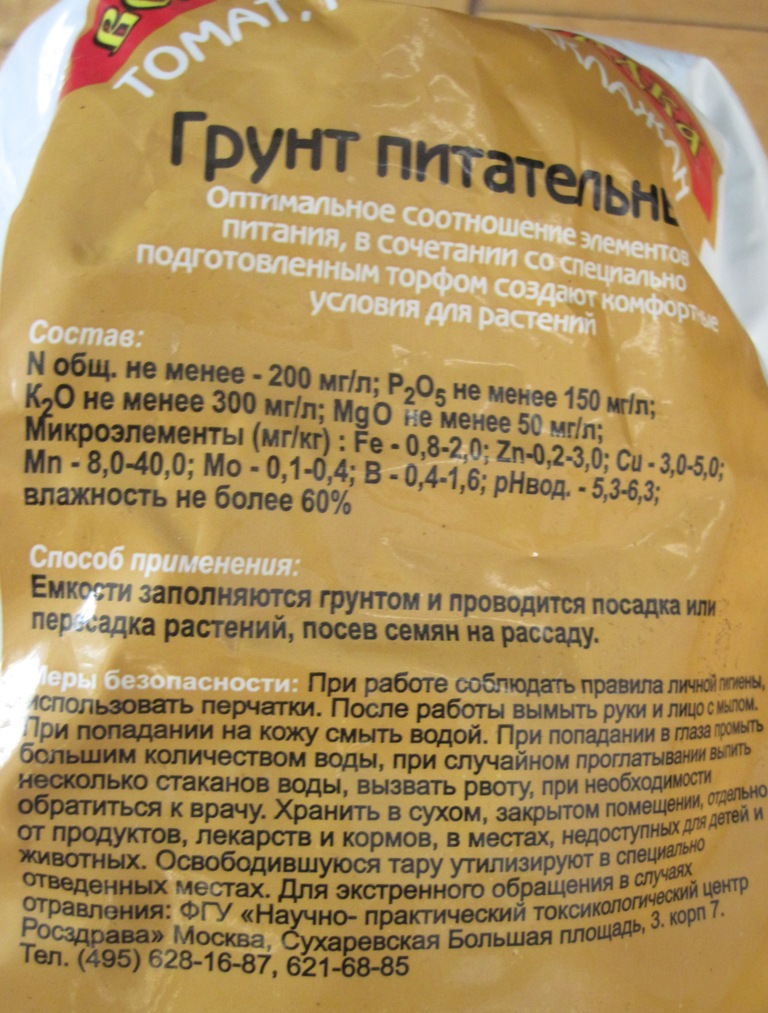 ТОМАТ,
Грунт питательны
Оптимальное соотношение элементов
питания, в сочетании со специально
подготовленным торфом создают комфортные
условия для растений
Состав:
N общ. не менее - 200 мг/л; P₂O₅ не менее 150 мг/л;
K₂O не менее 300 мг/л; MgO не менее 50 мг/л;
Микроэлементы (мг/кг) : Fe - 0,8-2,0; Zn-0,2-3,0; Cu - 3,0-5,0;
Mn - 8,0-40,0; Mo - 0,1-0,4; B - 0,4-1,6; pHвод. - 5,3-6,3;
влажность не более 60%
Способ применения:
Емкости заполняются грунтом и проводится посадка или
пересадка растений, посев семян на рассаду.
Меры безопасности: При работе соблюдать правила личной гигиены,
использовать перчатки. После работы вымыть руки и лицо с мылом.
При попадании на кожу смыть водой. При попадании в глаза промыть
большим количеством воды, при случайном проглатывании выпить
несколько стаканов воды, вызвать рвоту, при необходимости
обратиться к врачу. Хранить в сухом, закрытом помещении, отдельно
от продуктов, лекарств и кормов, в местах, недоступных для детей и
животных. Освободившуюся тару утилизируют в специально
отведенных местах. Для экстренного обращения в случаях
отравления: ФГУ «Научно- практический токсикологический центр
Росздрава» Москва, Сухаревская Большая площадь, 3. корп 7.
Тел. (495) 628-16-87, 621-68-85